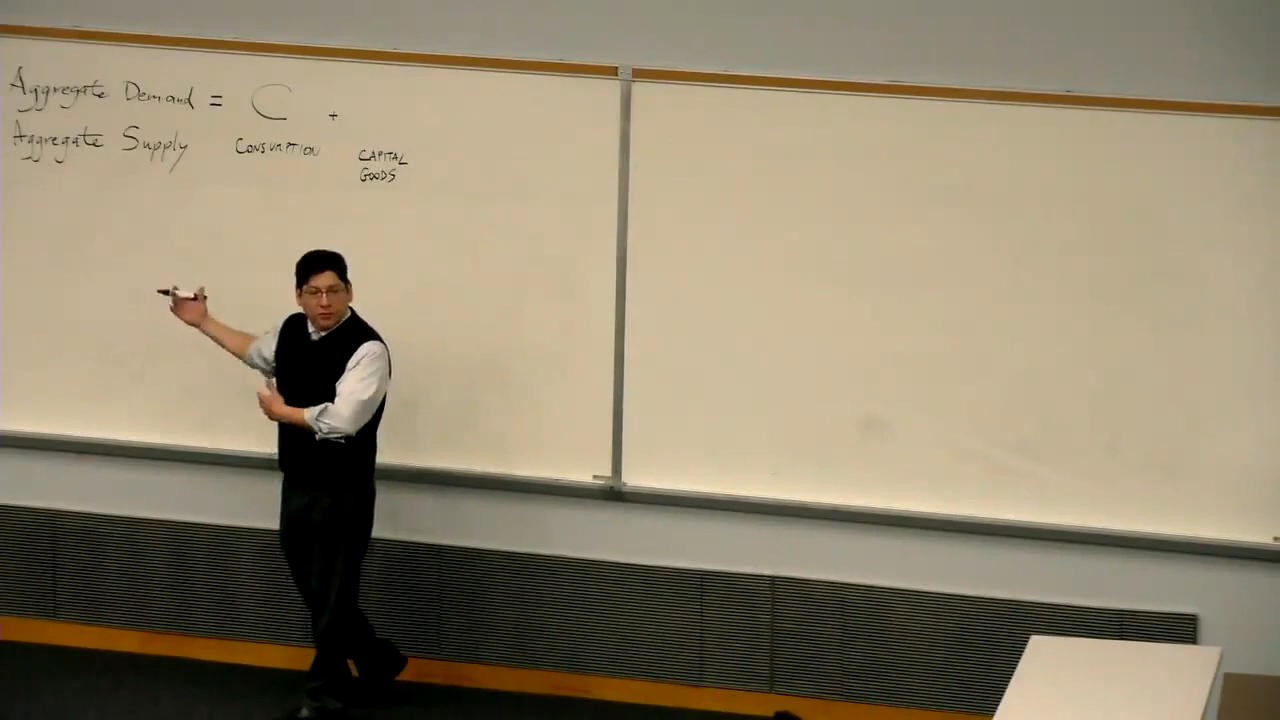 Aggregate Demand = C +
Aggregate Supply
CONSUMPTION
CAPITAL
GOODS